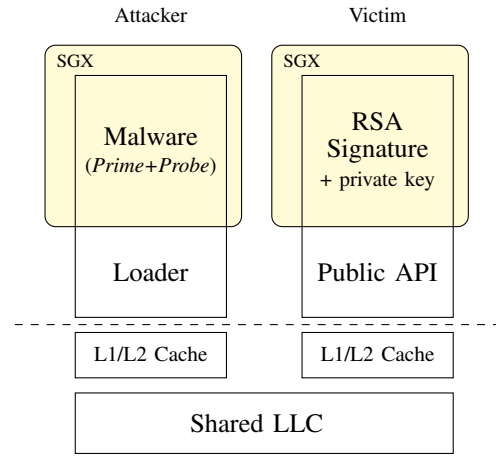 Attacker
Victim
SGX
SGX
Malware
(Prime+Probe)
RSA
Signature
+ private key
Loader
Public API
L1/L2 Cache
L1/L2 Cache
Shared LLC